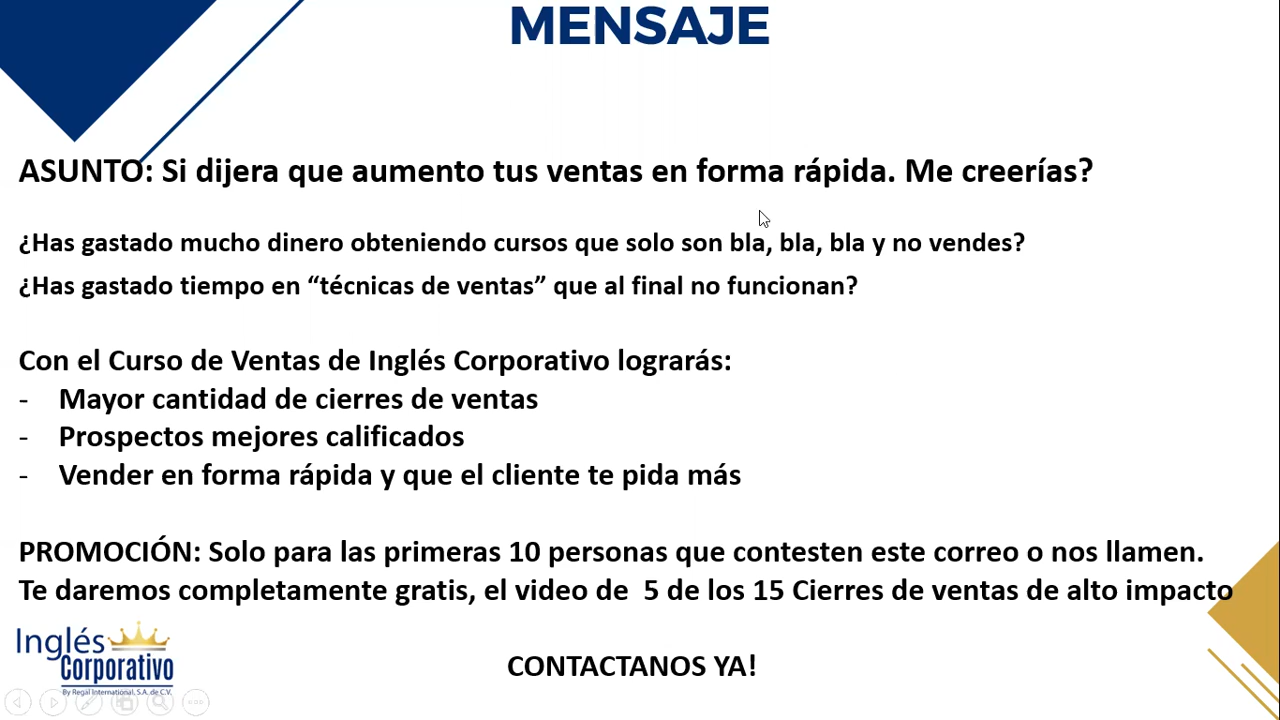 MENSAJE
ASUNTO: Si dijera que aumento tus ventas en forma rápida. Me creerías?
¿Has gastado mucho dinero obteniendo cursos que solo son bla, bla, bla y no vendes?
¿Has gastado tiempo en “técnicas de ventas” que al final no funcionan?
Con el Curso de Ventas de Inglés Corporativo lograrás:
- Mayor cantidad de cierres de ventas
- Prospectos mejores calificados
- Vender en forma rápida y que el cliente te pida más
PROMOCIÓN: Solo para las primeras 10 personas que contesten este correo o nos llamen.
Te daremos completamente gratis, el video de 5 de los 15 Cierres de ventas de alto impacto
Inglés
Corporativo
By Regal International, S.A. de C.V.
CONTACTANOS YA!